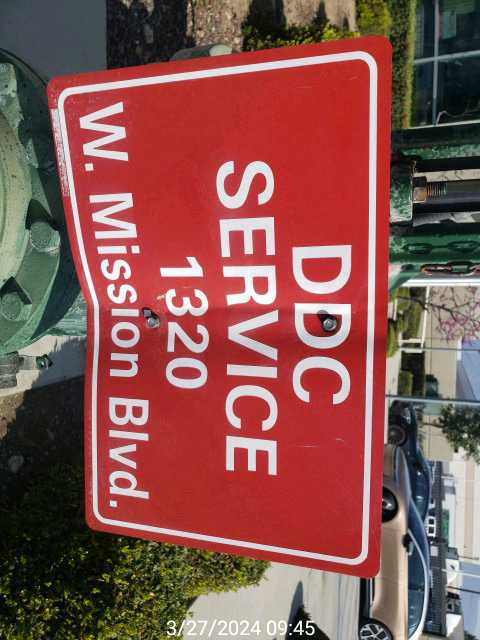 DDC
SERVICE
1320
W. Mission Blvd.
3/27/2024 09:45